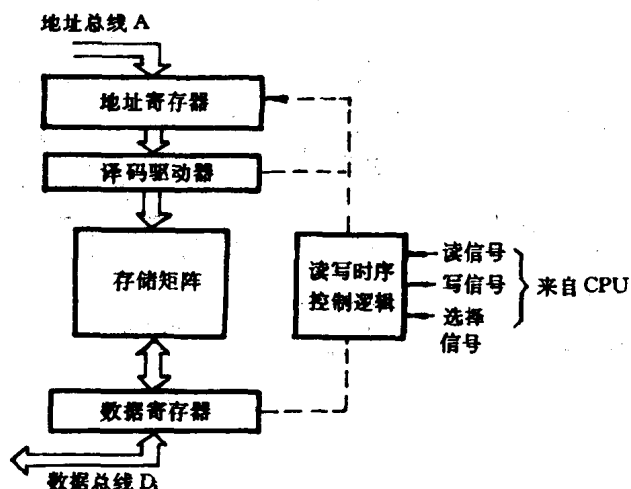 地址总线 A
地址寄存器
译码驱动器
存储矩阵
读写时序
控制逻辑
读信号
写信号
选择
信号
来自 CPU
数据寄存器
数据总线 D